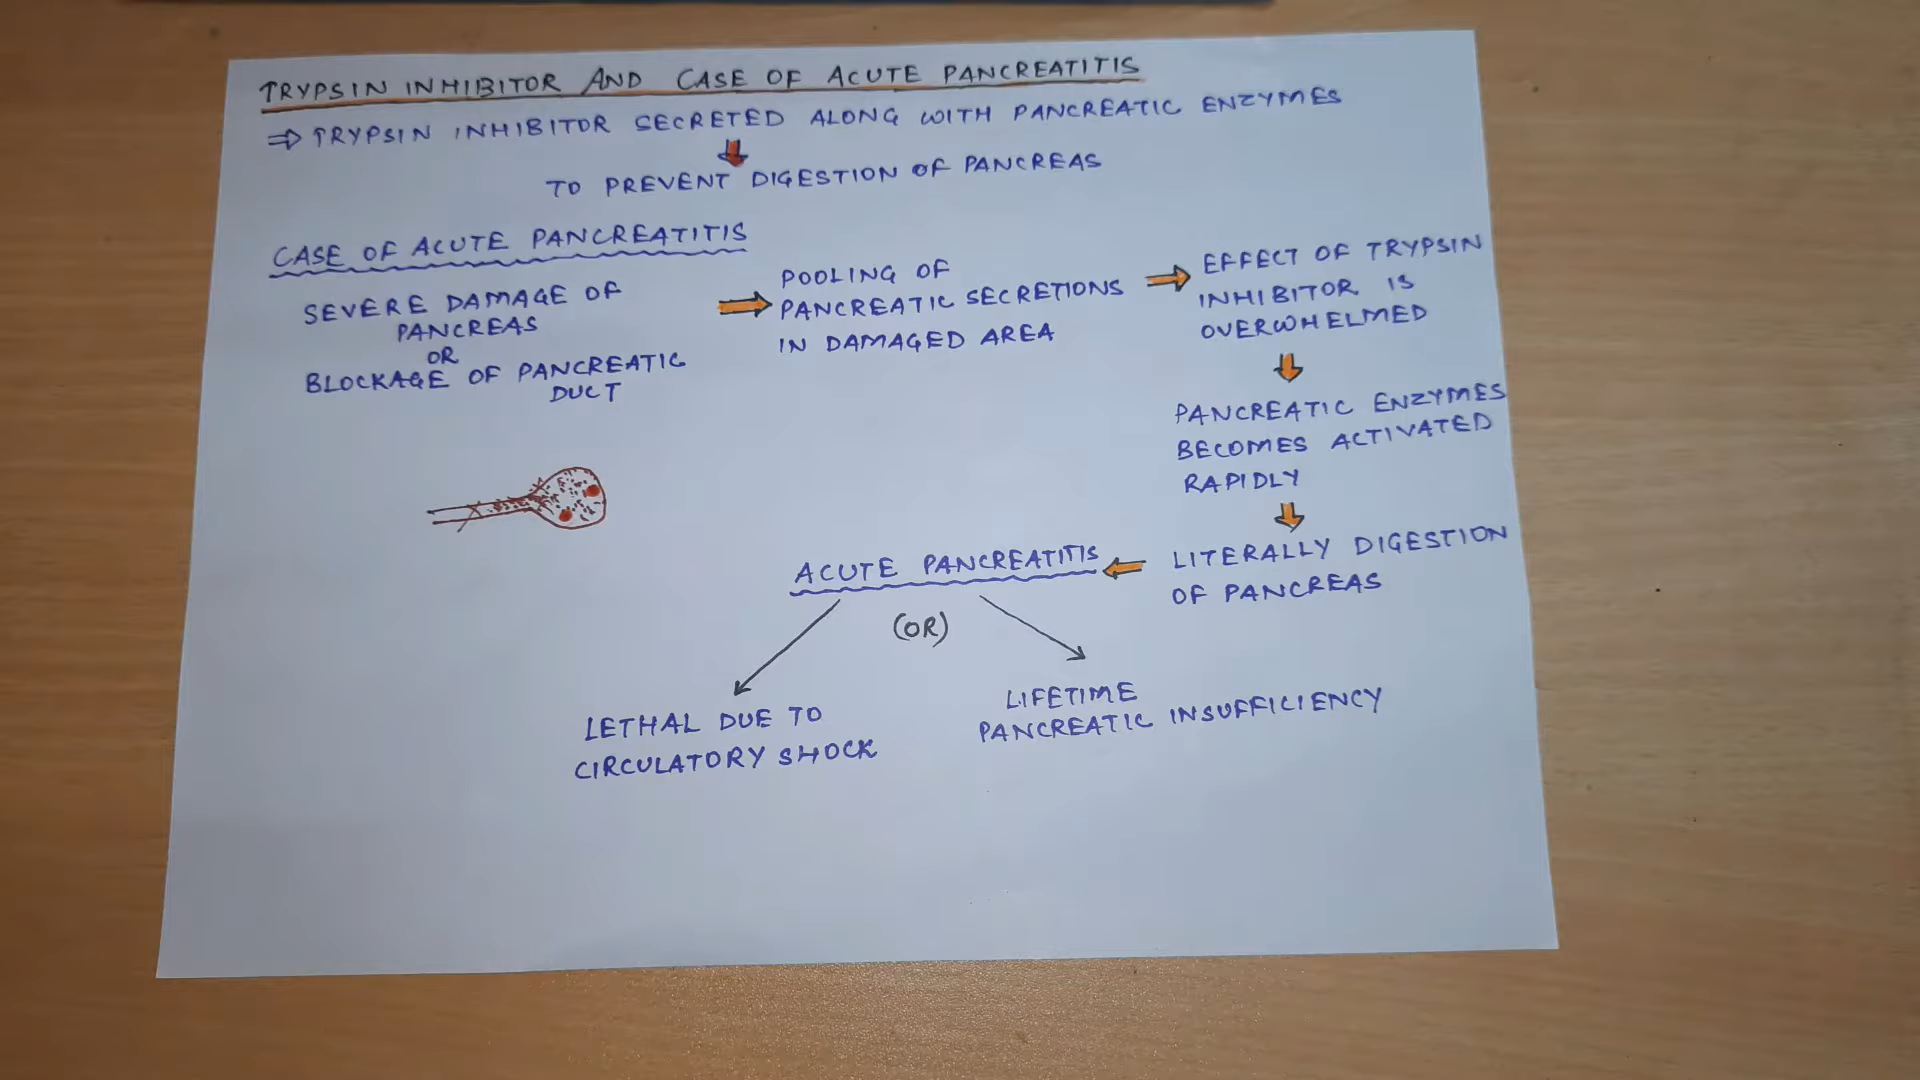 TRYPSIN INHIBITOR AND CASE OF ACUTE PANCREATITIS
⇒ TRYPSIN INHIBITOR SECRETED ALONG WITH PANCREATIC ENZYMES
TO PREVENT DIGESTION OF PANCREAS
CASE OF ACUTE PANCREATITIS
SEVERE DAMAGE OF
PANCREAS
OR
BLOCKAGE OF PANCREATIC
DUCT
POOLING OF
PANCREATIC SECRETIONS
IN DAMAGED AREA
EFFECT OF TRYPSIN
INHIBITOR IS
OVERWHELMED
PANCREATIC ENZYMES
BECOMES ACTIVATED
RAPIDLY
LITERALLY DIGESTION
OF PANCREAS
ACUTE PANCREATITIS
(OR)
LETHAL DUE TO
CIRCULATORY SHOCK
LIFETIME
PANCREATIC INSUFFICIENCY